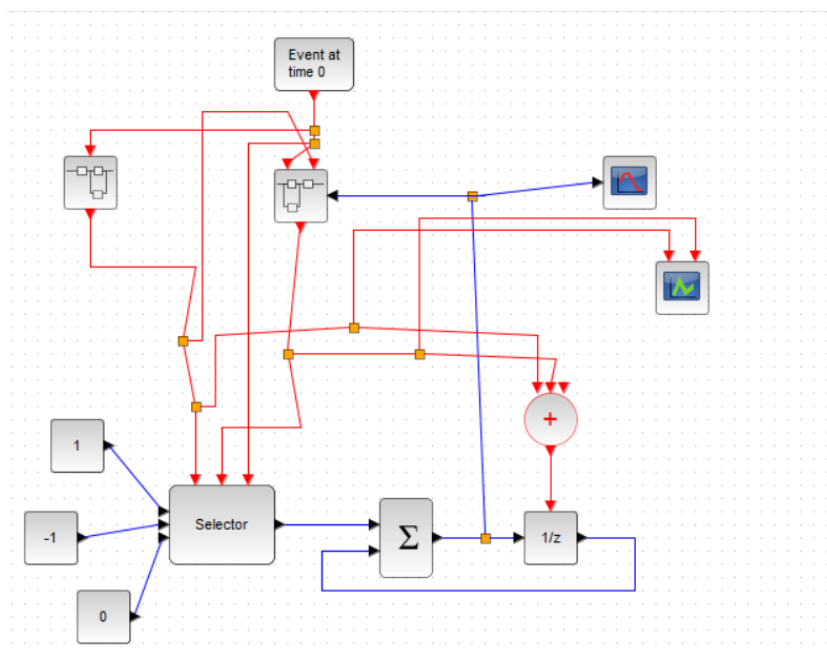 Event at
time 0
+
1
-1
0
Selector
Σ
1/z